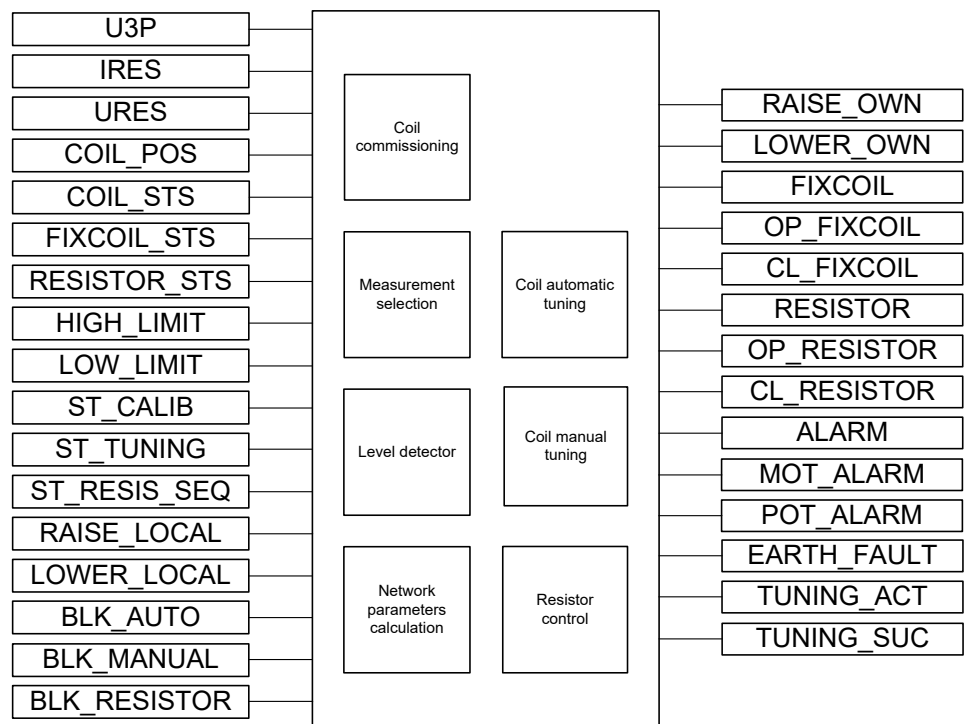 U3P
IRES
URES
COIL_POS
COIL_STS
FIXCOIL_STS
RESISTOR_STS
HIGH_LIMIT
LOW_LIMIT
ST_CALIB
ST_TUNING
ST_RESIS_SEQ
RAISE_LOCAL
LOWER_LOCAL
BLK_AUTO
BLK_MANUAL
BLK_RESISTOR
Coil
commissioning
Measurement
selection
Coil automatic
tuning
Level detector
Coil manual
tuning
Network
parameters
calculation
Resistor
control
RAISE_OWN
LOWER_OWN
FIXCOIL
OP_FIXCOIL
CL_FIXCOIL
RESISTOR
OP_RESISTOR
CL_RESISTOR
ALARM
MOT_ALARM
POT_ALARM
EARTH_FAULT
TUNING_ACT
TUNING_SUC